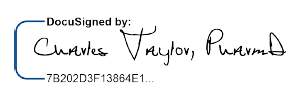 DocuSigned by:
Charles Taylor, PharmD
7B202D3F13864E1...